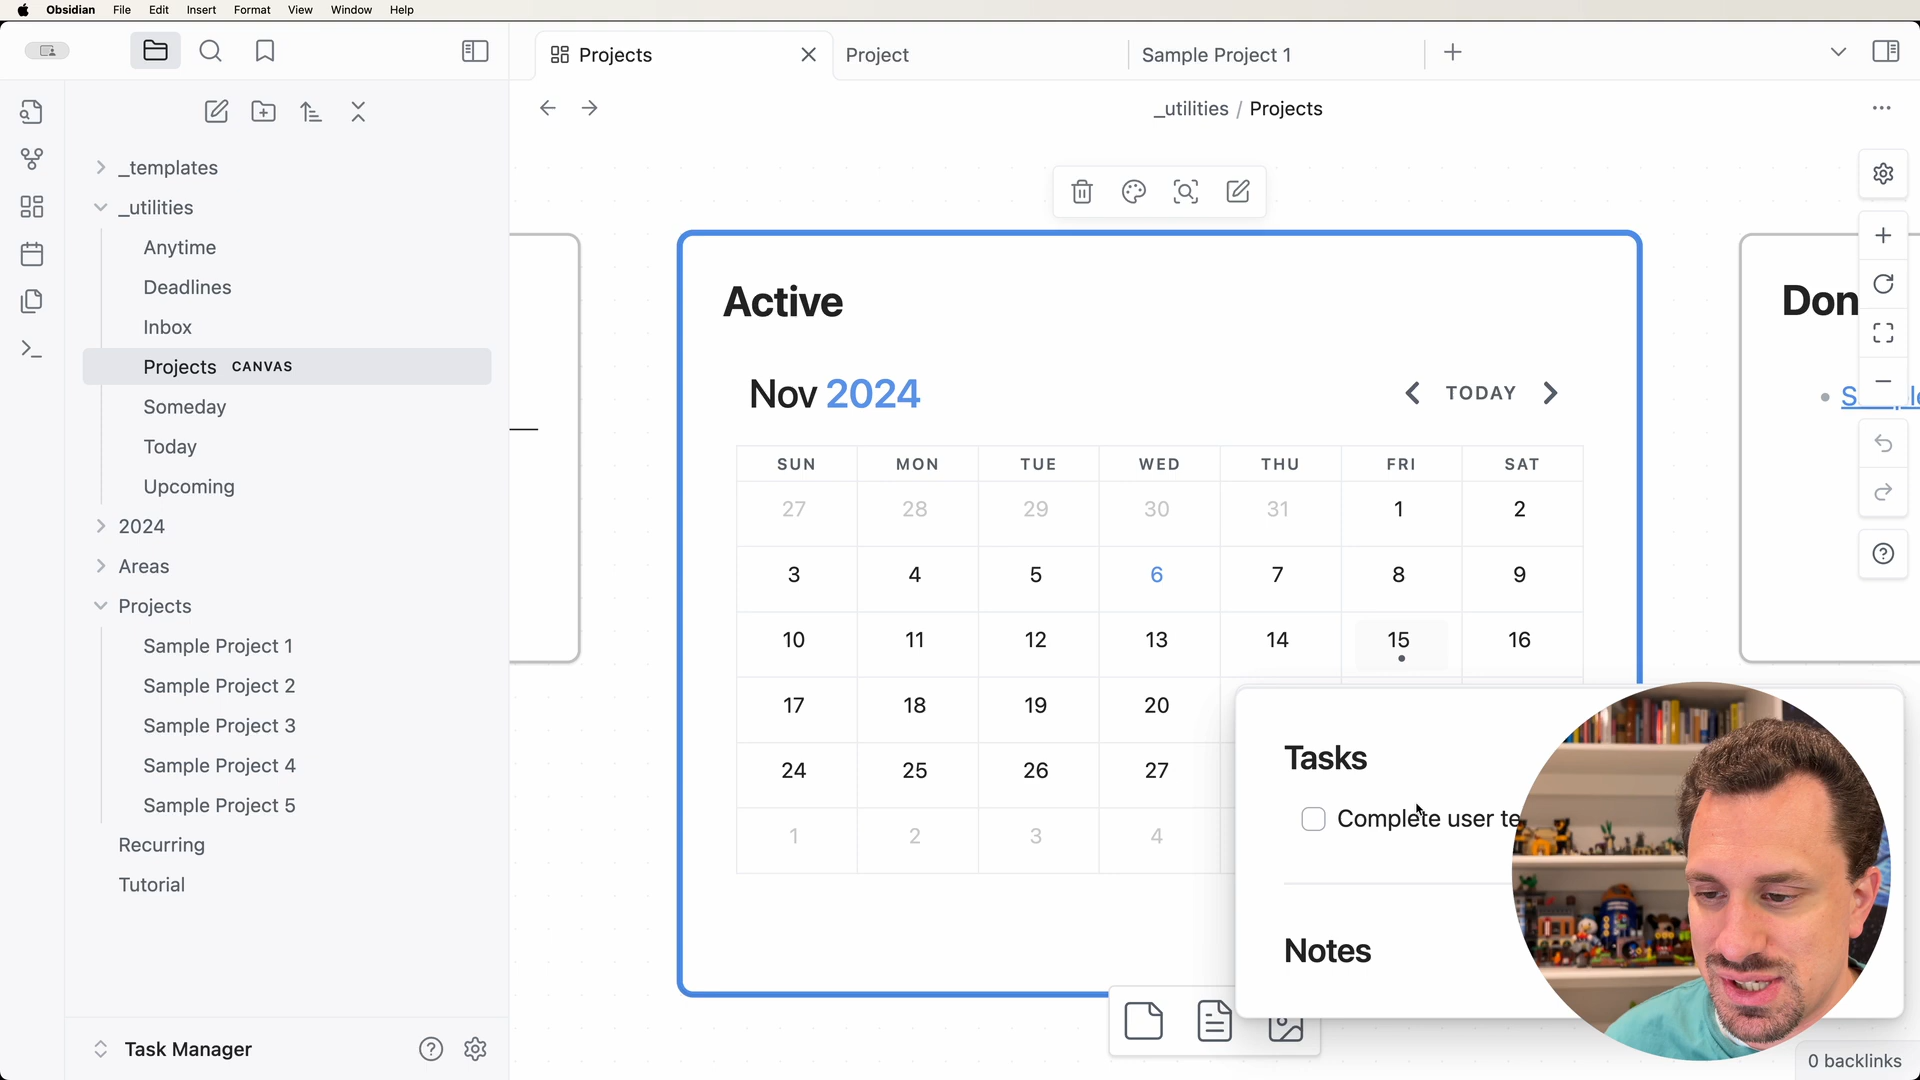 Obsidian File Edit Insert Format View Window Help
Projects Project Sample Project 1
_utilities / Projects
_templates
_utilities
Anytime
Deadlines
Inbox
Projects CANVAS
Someday
Today
Upcoming
2024
Areas
Projects
Sample Project 1
Sample Project 2
Sample Project 3
Sample Project 4
Sample Project 5
Recurring
Tutorial
Task Manager
Active
Nov 2024
TODAY
SUN MON TUE WED THU FRI SAT
27 28 29 30 31 1 2
3 4 5 6 7 8 9
10 11 12 13 14 15 16
17 18 19 20
24 25 26 27
1 2 3 4
Tasks
Complete user te
Notes
Don
0 backlinks